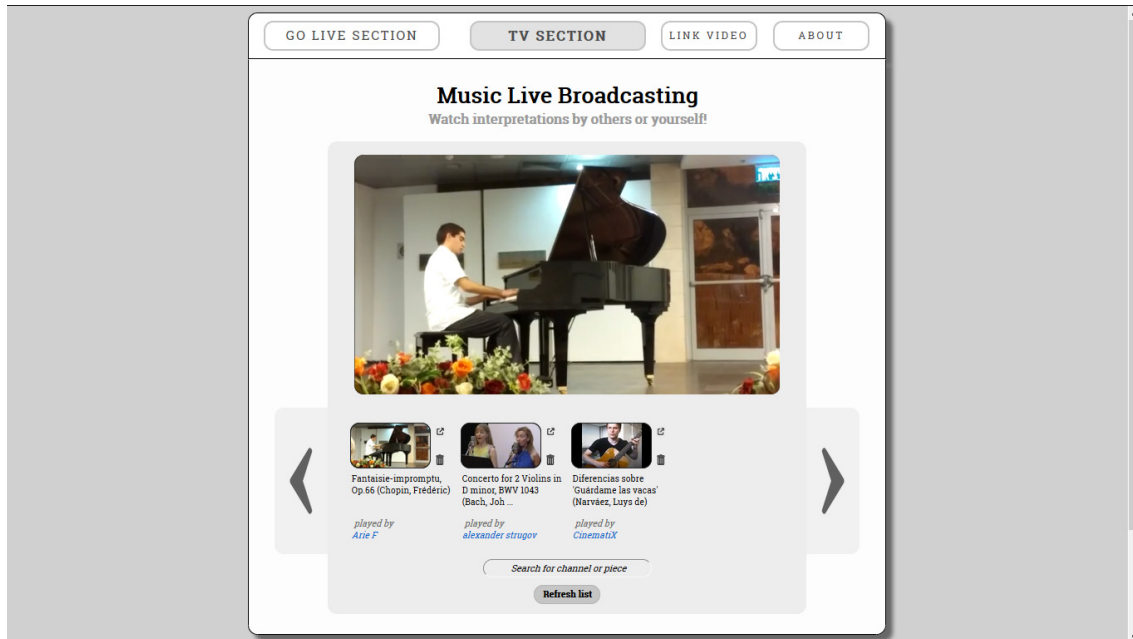 GO LIVE SECTION
TV SECTION
LINK VIDEO
ABOUT
Music Live Broadcasting
Watch interpretations by others or yourself!
Fantaisie-impromptu,
Op.66 (Chopin, Frédéric)
played by
Arie F
Concerto for 2 Violins in
D minor, BWV 1043
(Bach, Joh ...
played by
alexander strugov
Diferencias sobre
'Guárdame las vacas'
(Narváez, Luys de)
played by
CinematiX
Search for channel or piece
Refresh list